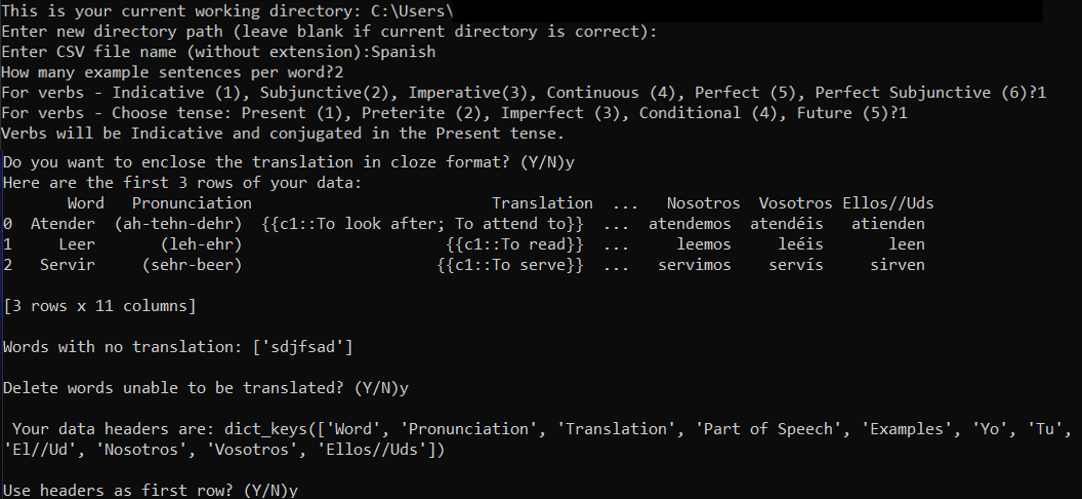 This is your current working directory: C:\Users\
Enter new directory path (leave blank if current directory is correct):
Enter CSV file name (without extension):Spanish
How many example sentences per word?2
For verbs - Indicative (1), Subjunctive(2), Imperative(3), Continuous (4), Perfect (5), Perfect Subjunctive (6)?1
For verbs - Choose tense: Present (1), Preterite (2), Imperfect (3), Conditional (4), Future (5)?1
Verbs will be Indicative and conjugated in the Present tense.
Do you want to enclose the translation in cloze format? (Y/N)y
Here are the first 3 rows of your data:
Word Pronunciation Translation ... Nosotros Vosotros Ellos//Uds
0 Atender (ah-tehn-dehr) {{c1::To look after; To attend to}} ... atendemos atendéis atienden
1 Leer (leh-ehr) {{c1::To read}} ... leemos leéis leen
2 Servir (sehr-beer) {{c1::To serve}} ... servimos servís sirven
[3 rows x 11 columns]
Words with no translation: ['sdjfsad']
Delete words unable to be translated? (Y/N)y
Your data headers are: dict_keys(['Word', 'Pronunciation', 'Translation', 'Part of Speech', 'Examples', 'Yo', 'Tu',
'El//Ud', 'Nosotros', 'Vosotros', 'Ellos//Uds'])
Use headers as first row? (Y/N)y